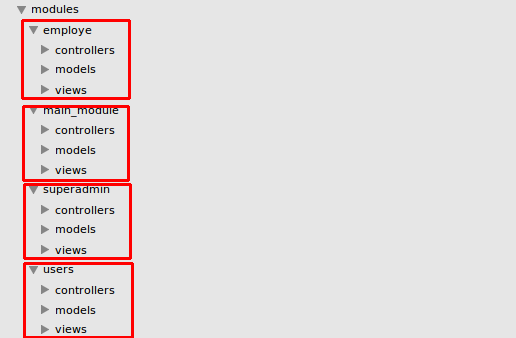 modules
employe
controllers
models
views
main_module
controllers
models
views
superadmin
controllers
models
views
users
controllers
models
views